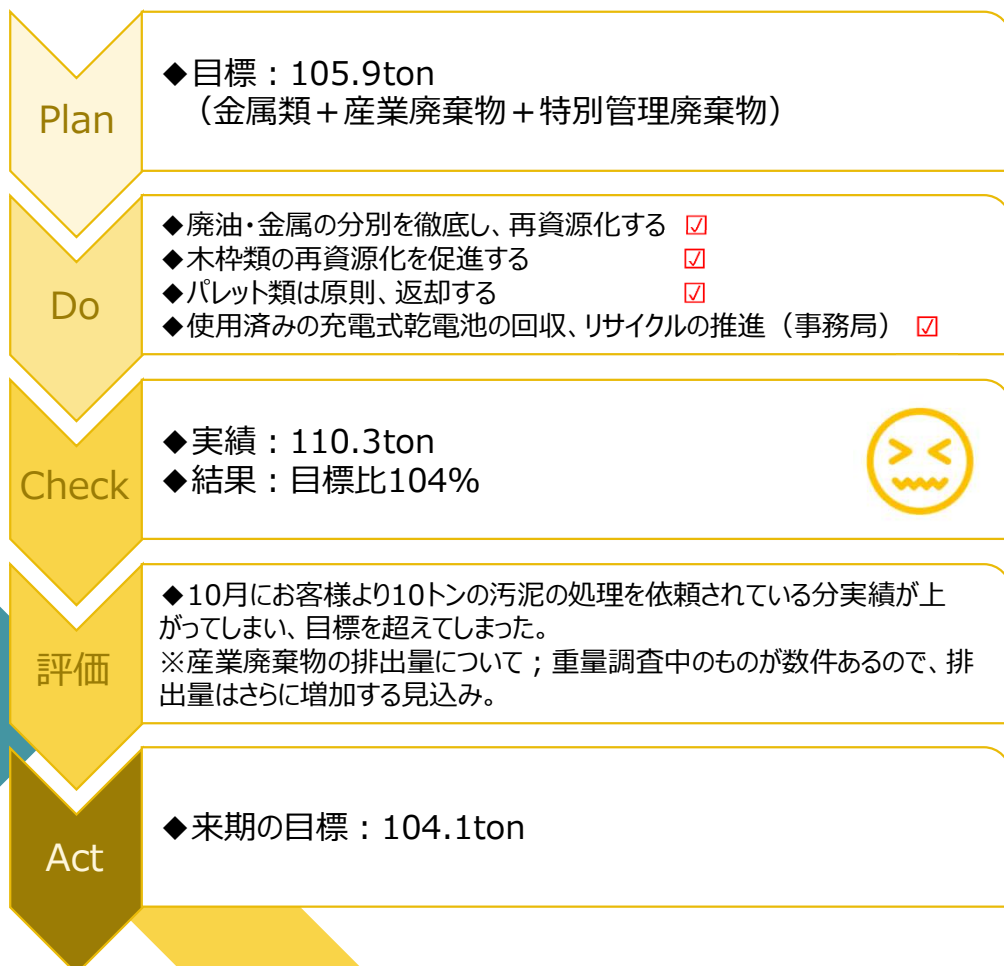 Plan
◆目標：105.9ton
（金属類＋産業廃棄物＋特別管理廃棄物）
Do
◆廃油・金属の分別を徹底し、再資源化する ☑
◆木枠類の再資源化を促進する ☑
◆パレット類は原則、返却する ☑
◆使用済みの充電式乾電池の回収、リサイクルの推進（事務局） ☑
Check
◆実績：110.3ton
◆結果：目標比104%
評価
◆10月にお客様より10トンの汚泥の処理を依頼されている分実績が上
がってしまい、目標を超えてしまった。
※産業廃棄物の排出量について；重量調査中のものが数件あるので、排
出量はさらに増加する見込み。
Act
◆来期の目標：104.1ton